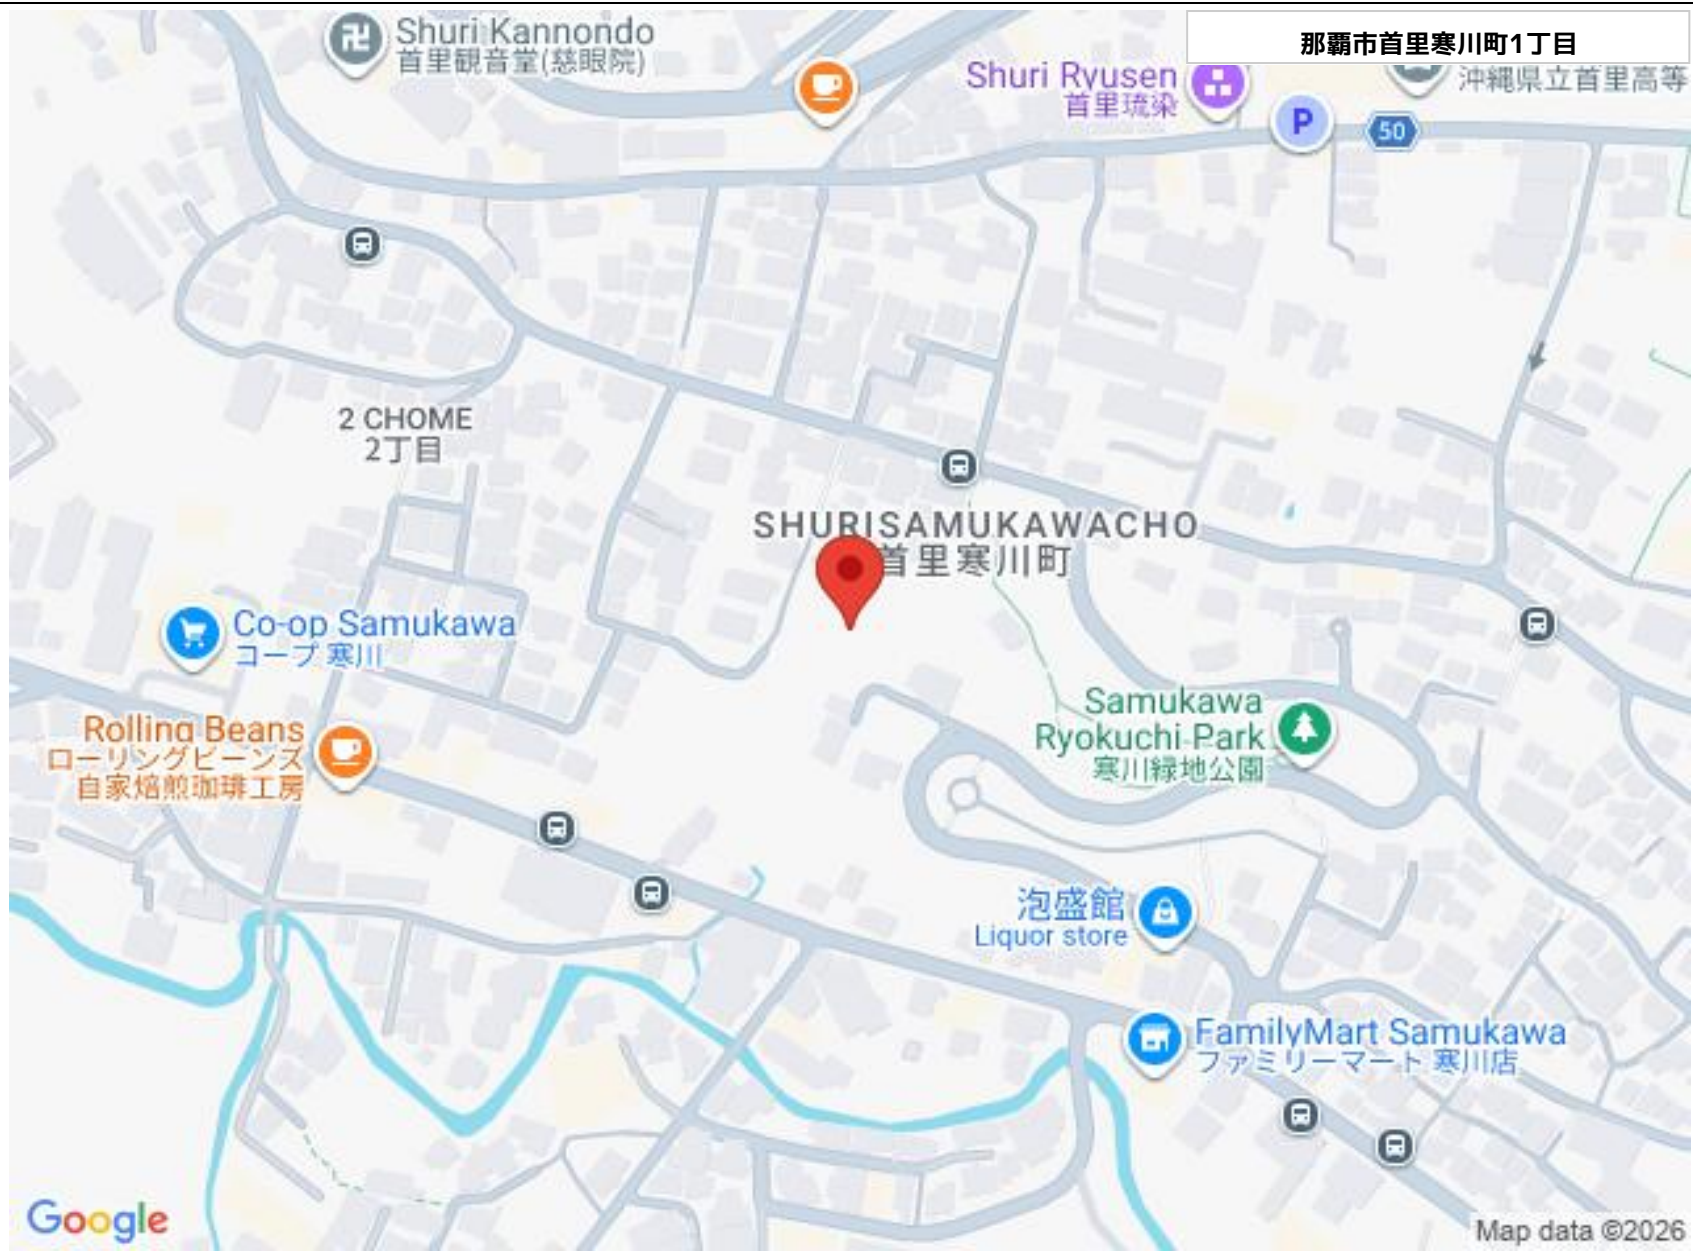 那覇市首里寒川町1丁目
Shuri Kannondo
首里観音堂(慈眼院)
Shuri Ryusen
首里琉染
P
50
沖縄県立首里高等
2 CHOME
2丁目
SHURISAMUKAWACHO
首里寒川町
Co-op Samukawa
コープ 寒川
Rolling Beans
ローリングビーンズ
自家焙煎珈琲工房
Samukawa
Ryokuchi Park
寒川緑地公園
泡盛館
Liquor store
FamilyMart Samukawa
ファミリーマート 寒川店
Google
Map data ©2026